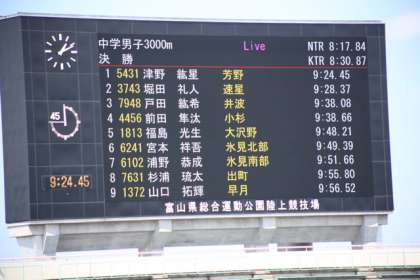 中学男子3000m Live NTR 8:17.84
決 勝 KTR 8:30.87
1 5431 津野 鉱星 芳野 9:24.45
2 3743 堀田 礼人 速星 9:28.37
3 7948 戸田 鉱希 井波 9:38.08
4 4456 前田 隼汰 小杉 9:38.66
5 1813 福島 光生 大沢野 9:48.21
6 6241 宮本 祥吾 氷見北部 9:49.39
7 6102 浦野 恭成 氷見南部 9:51.66
8 7631 杉浦 琉太 出町 9:55.80
9 1372 山口 拓輝 早月 9:56.52
45
9:24.45
富山県総合運動公園陸上競技場